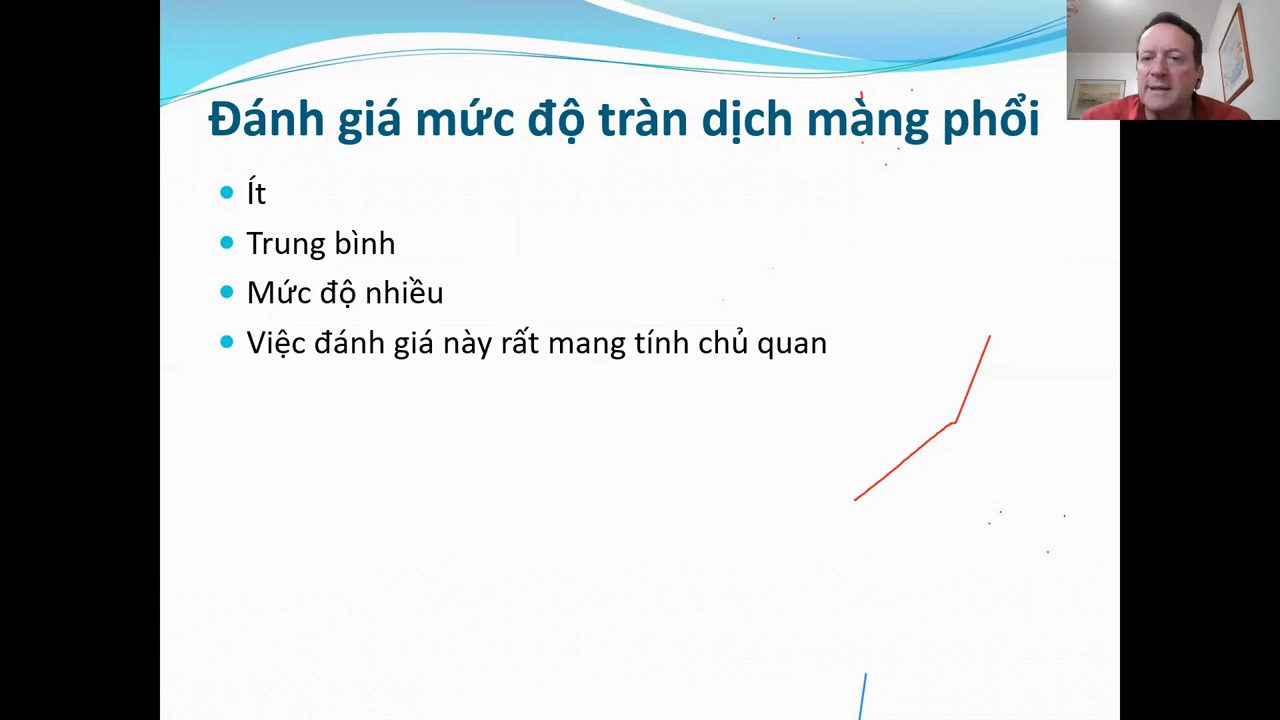 Đánh giá mức độ tràn dịch màng phổi
Ít
Trung bình
Mức độ nhiều
Việc đánh giá này rất mang tính chủ quan